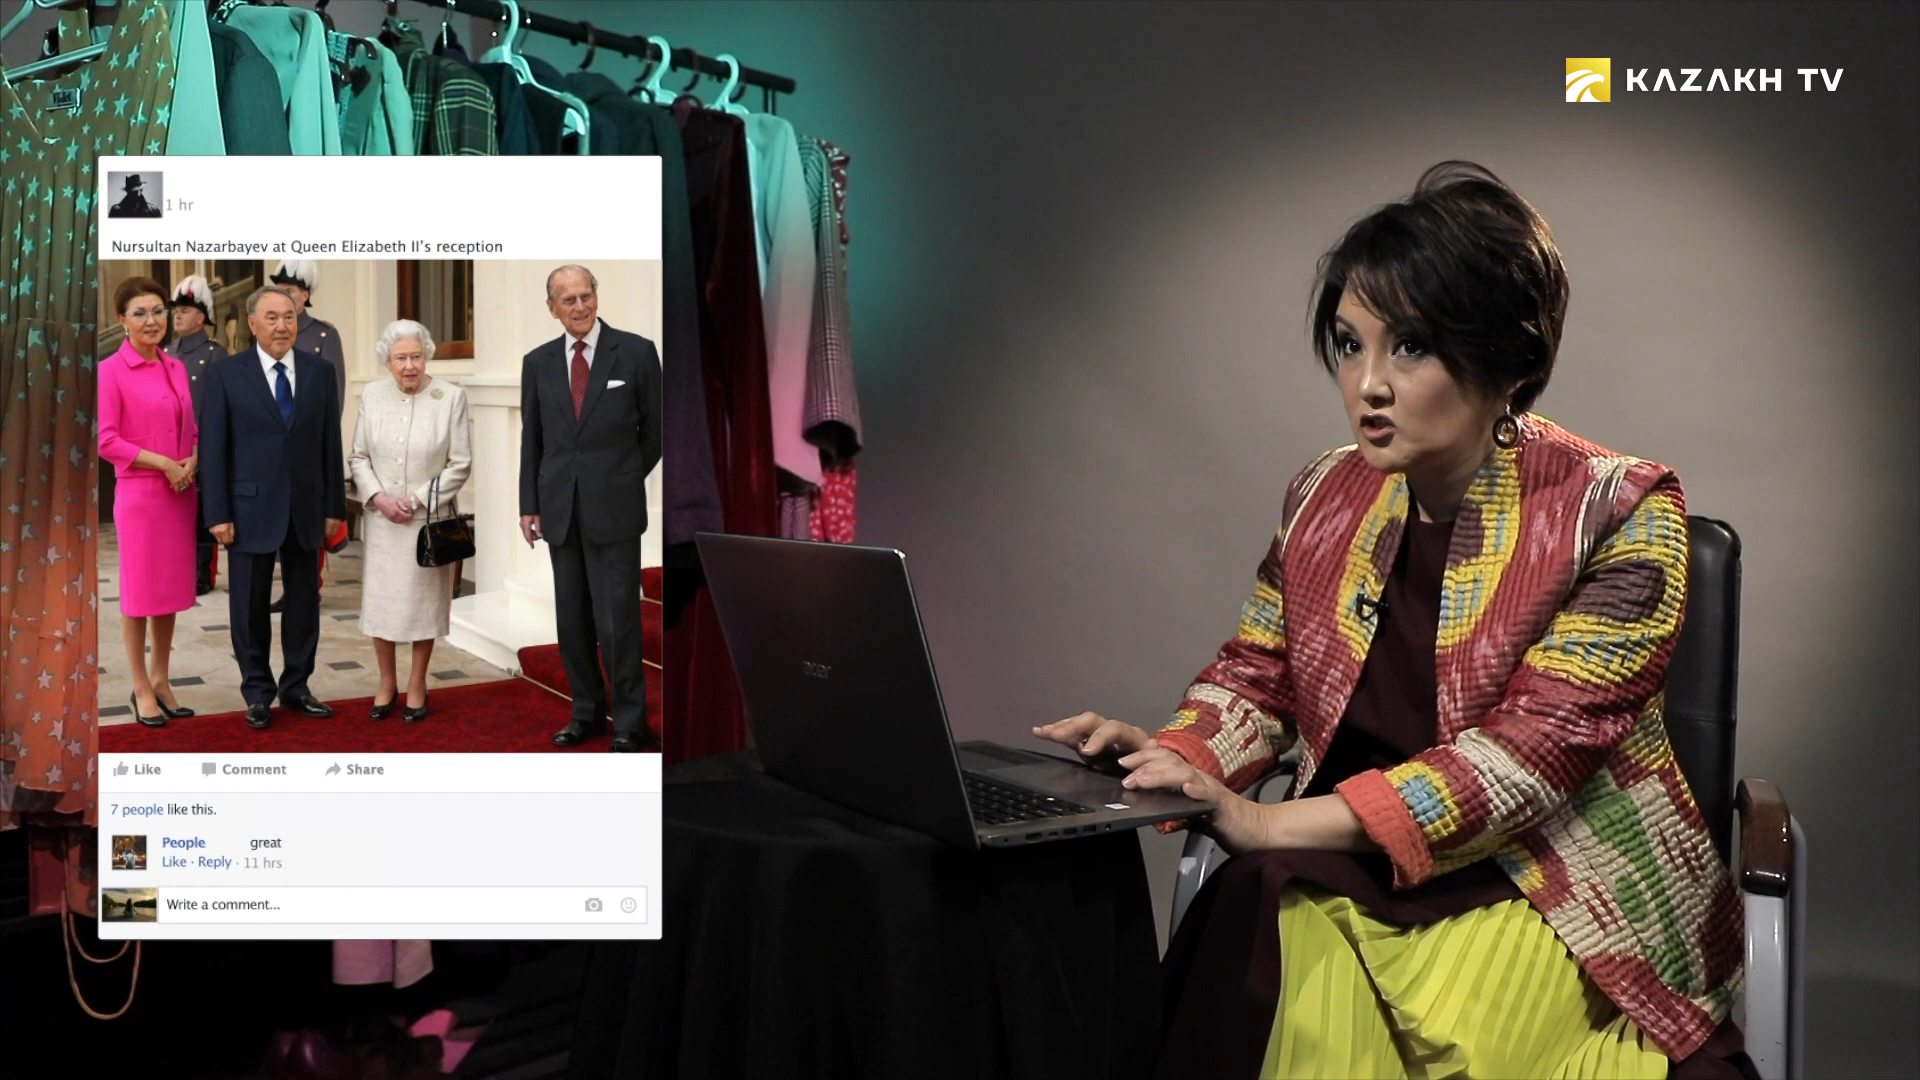 KAZAKH TV
1 hr
Nursultan Nazarbayev at Queen Elizabeth II's reception
Like Comment Share
7 people like this.
People great
Like · Reply · 11 hrs
Write a comment...
acer
Violet